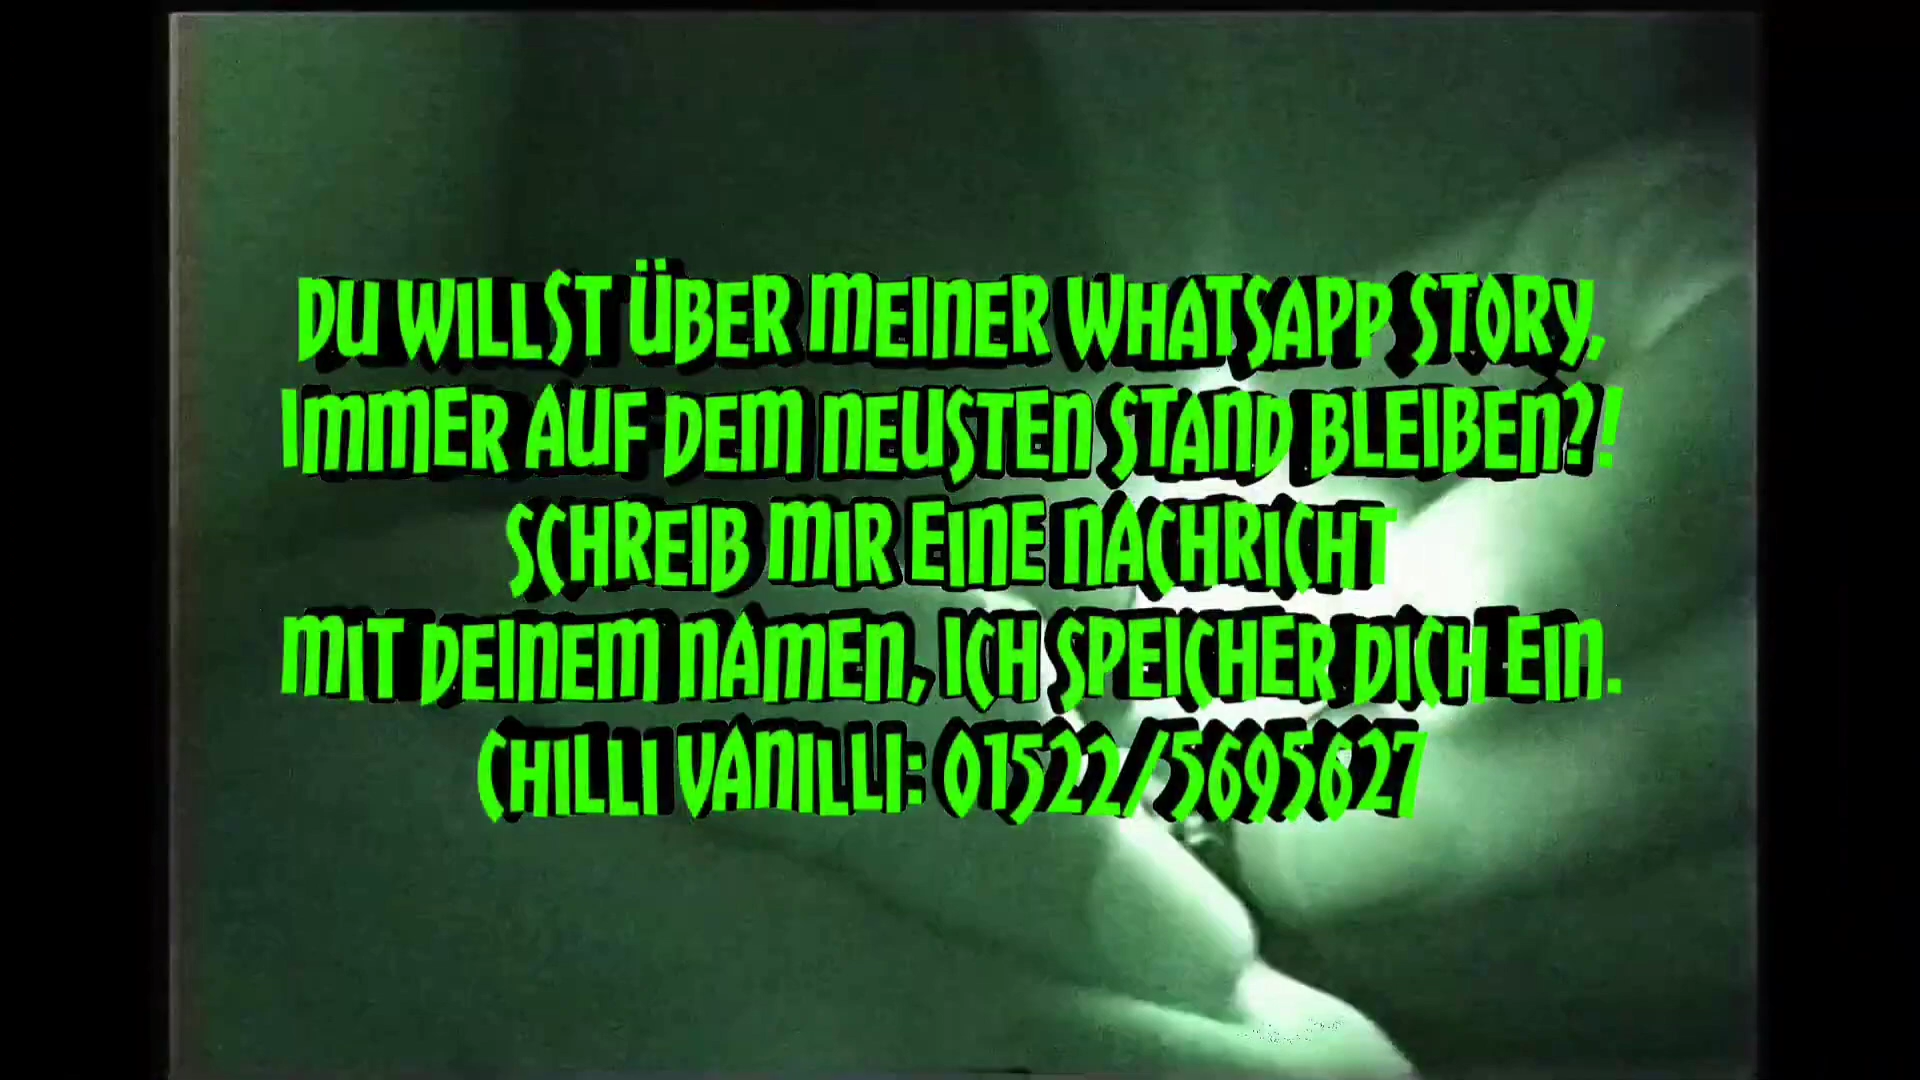 DU WILLST ÜBER MEINER WHATSAPP STORY,
IMMER AUF DEM NEUSTEN STAND BLEIBEN?!
SCHREIB MIR EINE NACHRICHT
MIT DEINEM NAMEN, ICH SPEICHER DICH EIN.
CHILLI VANILLI: 01522/5695627